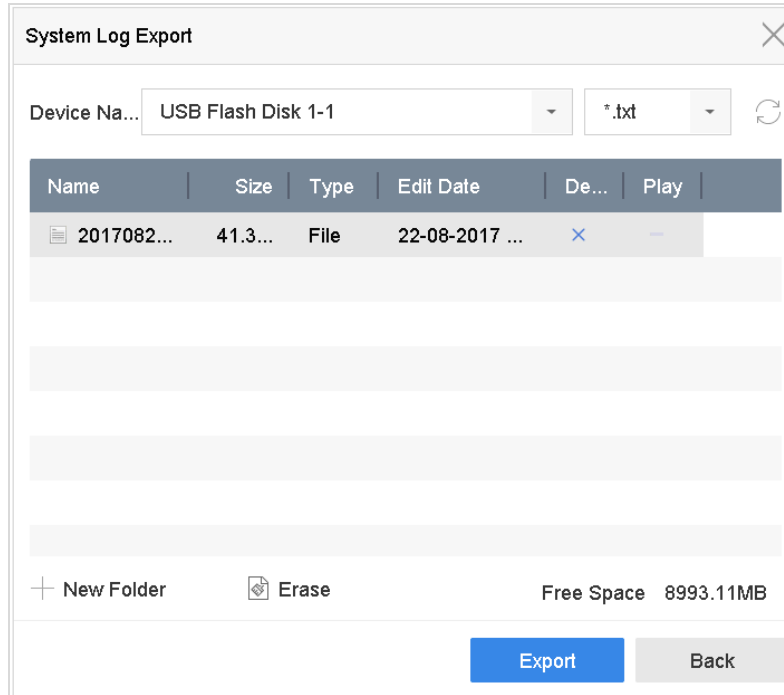 System Log Export
Device Na... USB Flash Disk 1-1 *.txt
Name Size Type Edit Date De... Play
2017082... 41.3... File 22-08-2017 ...
New Folder Erase Free Space 8993.11MB
Export Back